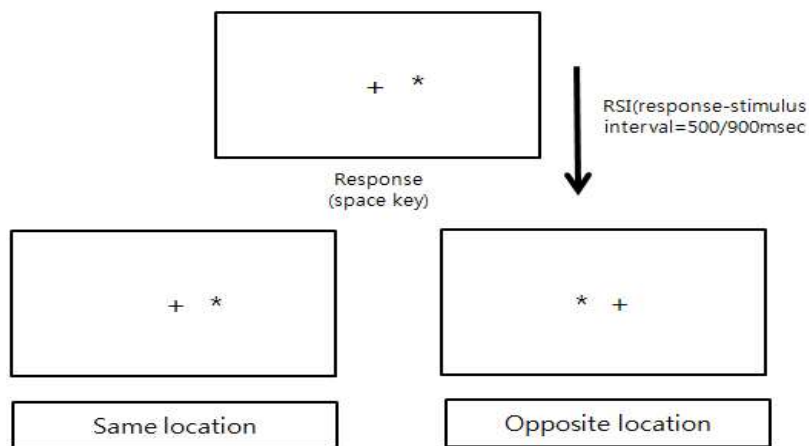 + *
RSI(response-stimulus
interval=500/900msec
Response
(space key)
+ *
* +
Same location
Opposite location